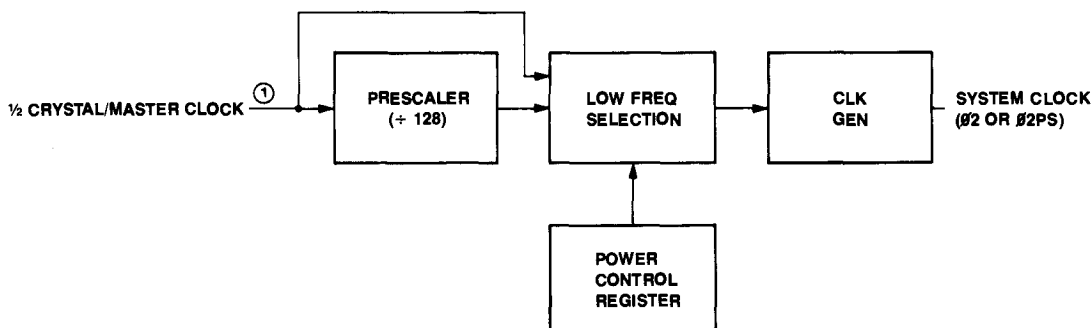 ①
½ CRYSTAL/MASTER CLOCK
PRESCALER
(÷ 128)
LOW FREQ
SELECTION
CLK
GEN
SYSTEM CLOCK
(Ø2 OR Ø2PS)
POWER
CONTROL
REGISTER